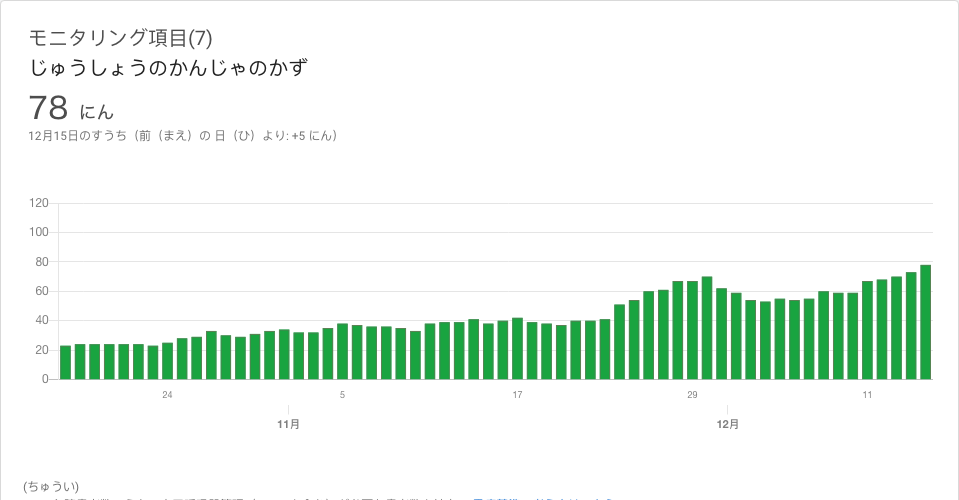 モニタリング項目(7)
じゅうしょうのかんじゃのかず
78 にん
12月15日のすうち（前（まえ）の 日（ひ）より: +5 にん）
120
100
80
60
40
20
0
24 5 17 29 11
11月 12月
(ちゅうい)